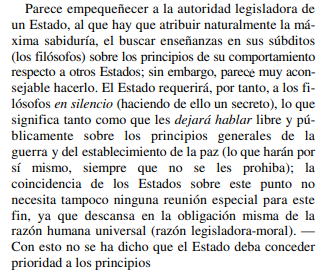 Parece empequeñecer a la autoridad legisladora de
un Estado, al que hay que atribuir naturalmente la má-
xima sabiduría, el buscar enseñanzas en sus súbditos
(los filósofos) sobre los principios de su comportamiento
respecto a otros Estados; sin embargo, parece muy acon-
sejable hacerlo. El Estado requerirá, por tanto, a los fi-
lósofos en silencio (haciendo de ello un secreto), lo que
significa tanto como que les dejará hablar libre y pú-
blicamente sobre los principios generales de la
guerra y del establecimiento de la paz (lo que harán por
sí mismo, siempre que no se les prohiba); la
coincidencia de los Estados sobre este punto no
necesita tampoco ninguna reunión especial para este
fin, ya que descansa en la obligación misma de la
razón humana universal (razón legisladora-moral). —
Con esto no se ha dicho que el Estado deba conceder
prioridad a los principios